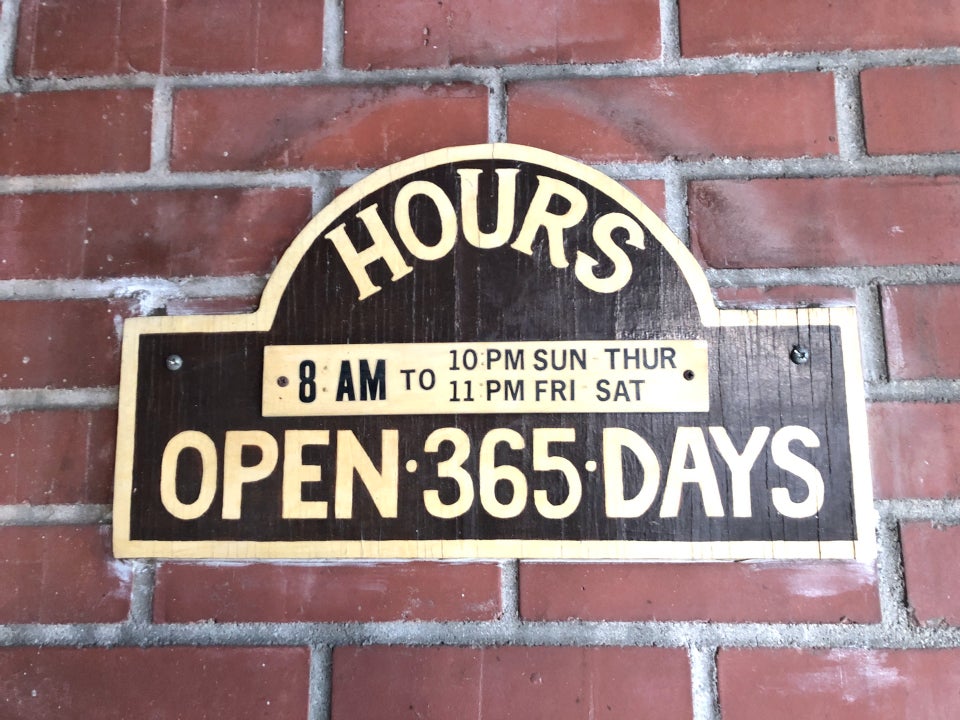 HOURS
8 AM TO 10 PM SUN THUR
11 PM FRI SAT
OPEN·365·DAYS